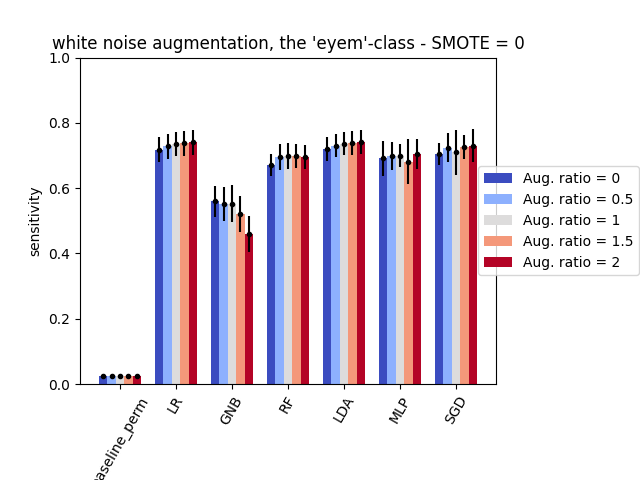 white noise augmentation, the 'eyem'-class - SMOTE = 0
sensitivity
1.0
0.8
0.6
0.4
0.2
0.0
aseline_perm
LR
GNB
RF
LDA
MLP
SGD
Aug. ratio = 0
Aug. ratio = 0.5
Aug. ratio = 1
Aug. ratio = 1.5
Aug. ratio = 2